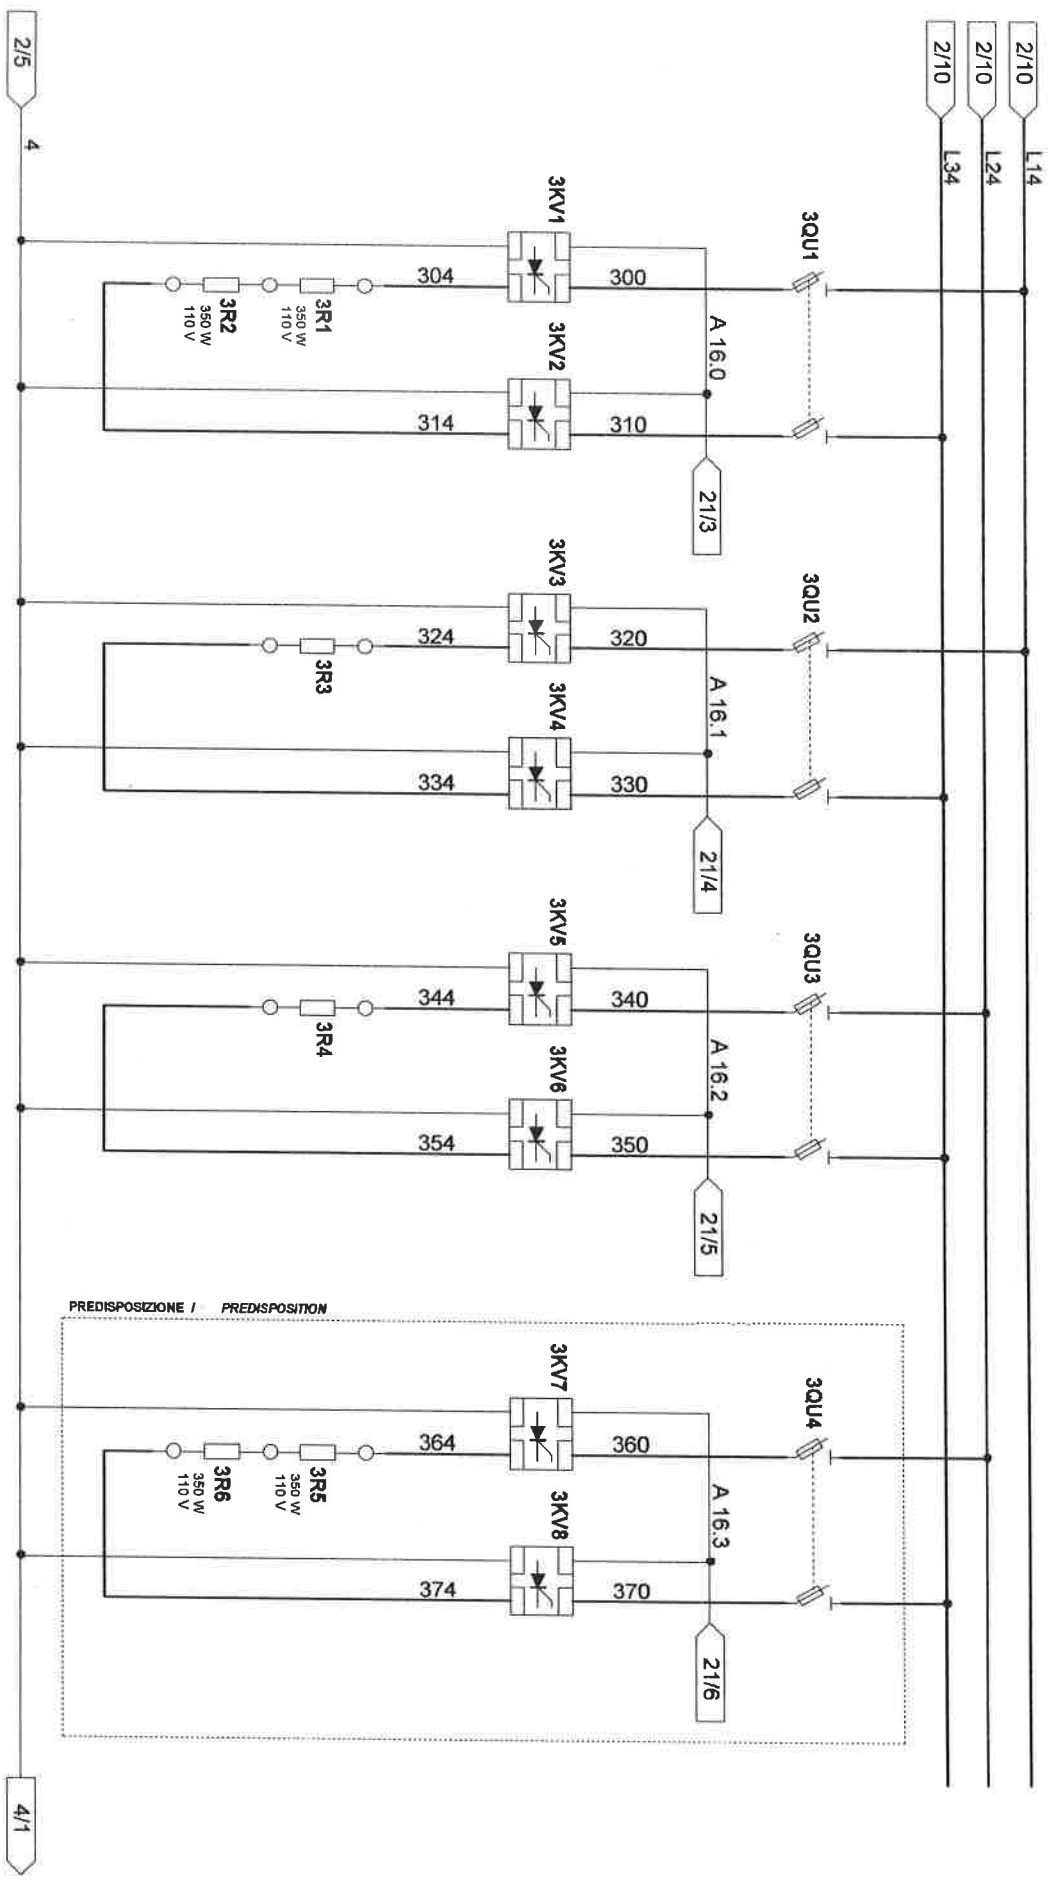 2/10
L14
2/10
L24
2/10
L34
3QU1
3QU2
3QU3
3QU4
A 16.0
21/3
A 16.1
21/4
A 16.2
21/5
A 16.3
21/6
300
310
320
330
340
350
360
370
3KV1
3KV2
3KV3
3KV4
3KV5
3KV6
3KV7
3KV8
304
314
324
334
344
354
364
374
3R1
350 W
110 V
3R2
350 W
110 V
3R3
3R4
3R5
350 W
110 V
3R6
350 W
110 V
PREDISPOSIZIONE / PREDISPOSITION
2/5
4
4/1